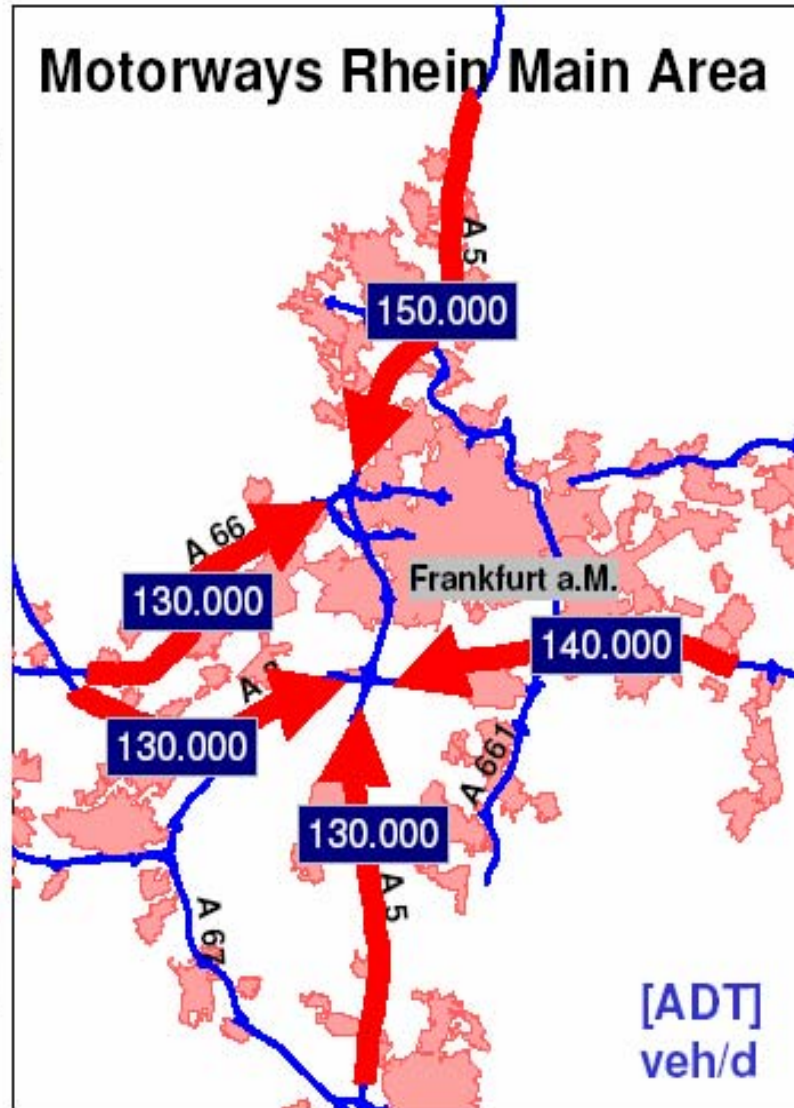 Motorways Rhein Main Area
A 5
150.000
A 66
Frankfurt a.M.
130.000
140.000
130.000
A 661
130.000
A 5
A 67
[ADT]
veh/d